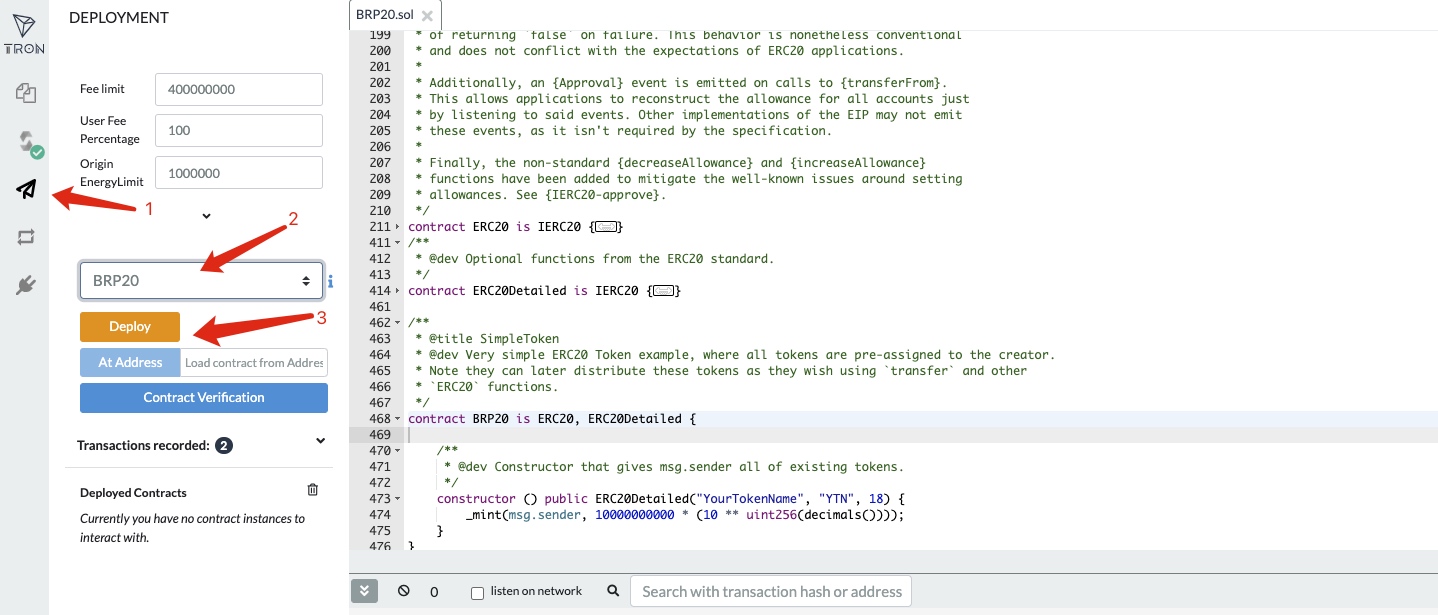 TRON
DEPLOYMENT
Fee limit
400000000
User Fee
Percentage
100
Origin
EnergyLimit
1000000
1
2
BRP20
i
Deploy
3
At Address
Load contract from Addres
Contract Verification
Transactions recorded: 2
Deployed Contracts
Currently you have no contract instances to
interact with.
BRP20.sol
199 * of returning `false` on failure. This behavior is nonetheless conventional
200 * and does not conflict with the expectations of ERC20 applications.
201 *
202 * Additionally, an {Approval} event is emitted on calls to {transferFrom}.
203 * This allows applications to reconstruct the allowance for all accounts just
204 * by listening to said events. Other implementations of the EIP may not emit
205 * these events, as it isn't required by the specification.
206 *
207 * Finally, the non-standard {decreaseAllowance} and {increaseAllowance}
208 * functions have been added to mitigate the well-known issues around setting
209 * allowances. See {IERC20-approve}.
210 */
211 contract ERC20 is IERC20 {}
411 /**
412 * @dev Optional functions from the ERC20 standard.
413 */
414 contract ERC20Detailed is IERC20 {}
461
462 /**
463 * @title SimpleToken
464 * @dev Very simple ERC20 Token example, where all tokens are pre-assigned to the creator.
465 * Note they can later distribute these tokens as they wish using `transfer` and other
466 * `ERC20` functions.
467 */
468 contract BRP20 is ERC20, ERC20Detailed {
469
470 /**
471 * @dev Constructor that gives msg.sender all of existing tokens.
472 */
473 constructor () public ERC20Detailed("YourTokenName", "YTN", 18) {
474 _mint(msg.sender, 10000000000 * (10 ** uint256(decimals())));
475 }
476 }
0
listen on network
Search with transaction hash or address